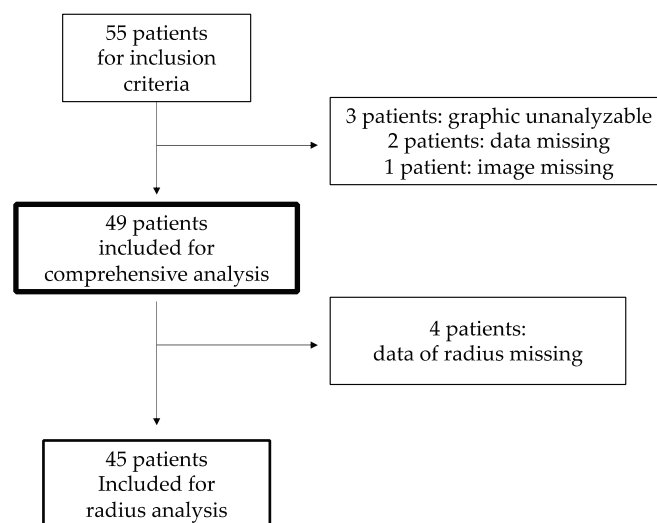 55 patients
for inclusion
criteria
3 patients: graphic unanalyzable
2 patients: data missing
1 patient: image missing
49 patients
included for
comprehensive analysis
4 patients:
data of radius missing
45 patients
Included for
radius analysis